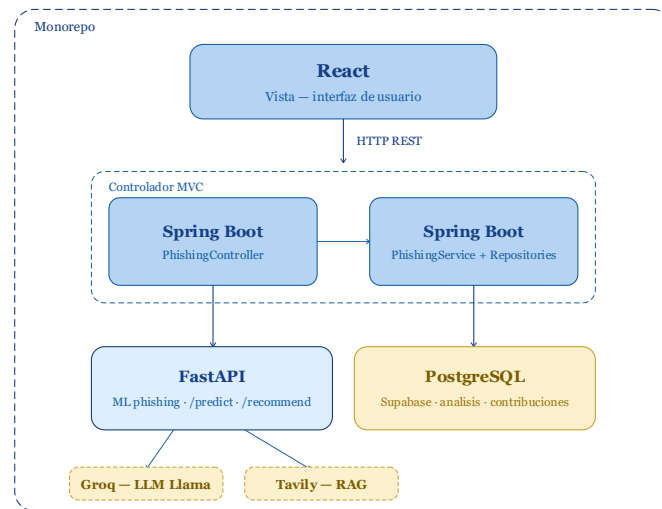 Monorepo
React
Vista — interfaz de usuario
HTTP REST
Controlador MVC
Spring Boot
PhishingController
Spring Boot
PhishingService + Repositories
FastAPI
ML phishing · /predict · /recommend
PostgreSQL
Supabase · analisis · contribuciones
Groq — LLM Llama
Tavily — RAG